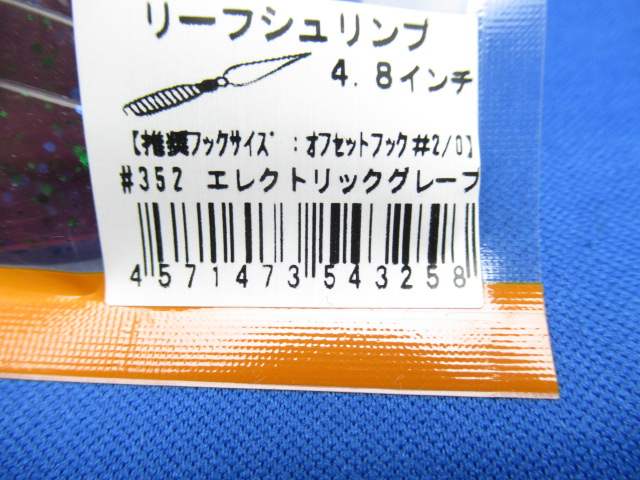 リーフシュリンプ
4.8インチ
【推奨フックサイズ：オフセットフック#2/0】
#352 エレクトリックグレープ
4571473543258